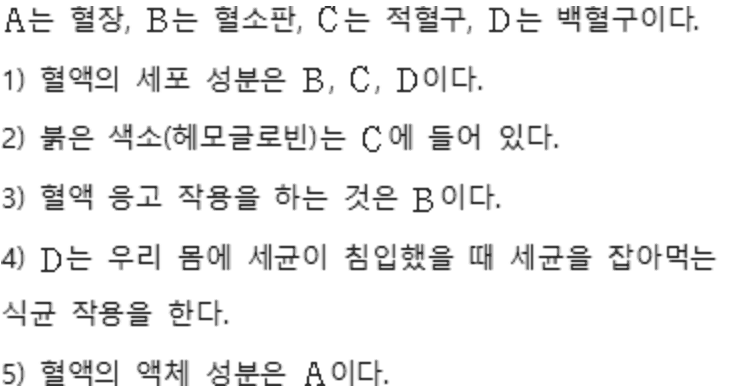 A는 혈장, B는 혈소판, C는 적혈구, D는 백혈구이다.
1) 혈액의 세포 성분은 B, C, D이다.
2) 붉은 색소(헤모글로빈)는 C에 들어 있다.
3) 혈액 응고 작용을 하는 것은 B이다.
4) D는 우리 몸에 세균이 침입했을 때 세균을 잡아먹는
식균 작용을 한다.
5) 혈액의 액체 성분은 A이다.